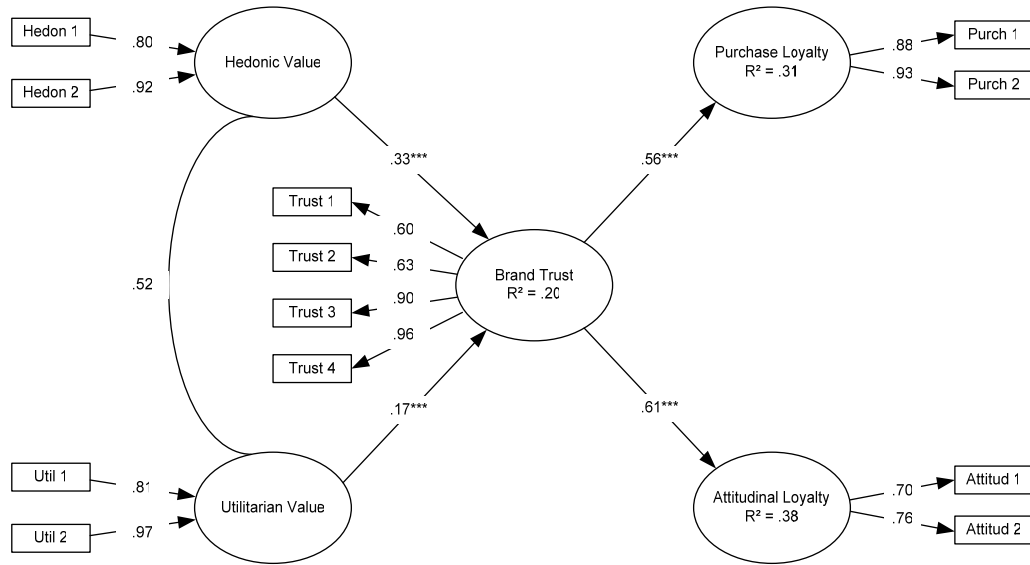 Hedon 1
.80
Hedonic Value
Hedon 2
.92
Purchase Loyalty
R² = .31
.88
Purch 1
.93
Purch 2
.33***
.56***
Trust 1
.60
Trust 2
.63
Trust 3
.90
Trust 4
.96
Brand Trust
R² = .20
.52
.17***
.61***
Util 1
.81
Utilitarian Value
Util 2
.97
Attitudinal Loyalty
R² = .38
.70
Attitud 1
.76
Attitud 2